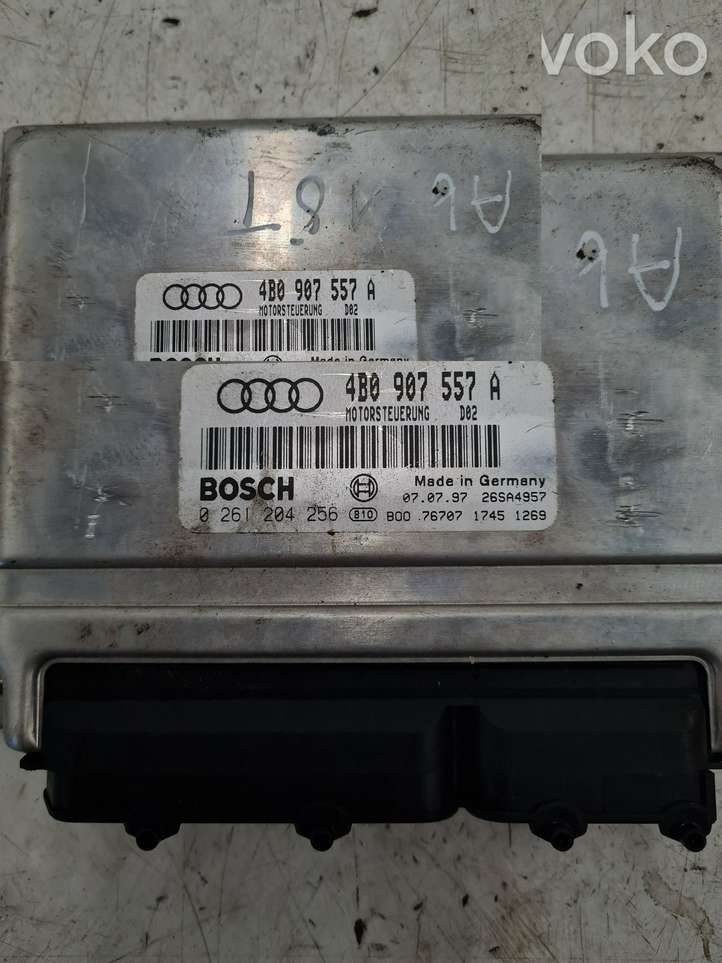 voko
A6 1.8T
A6
4B0 907 557 A
MOTORSTEUERUNG D02
BOSCH Made in Germany
4B0 907 557 A
MOTORSTEUERUNG D02
BOSCH Made in Germany
07.07.97 26SA4957
0 261 204 256 810 B00 .76707 1745 1269